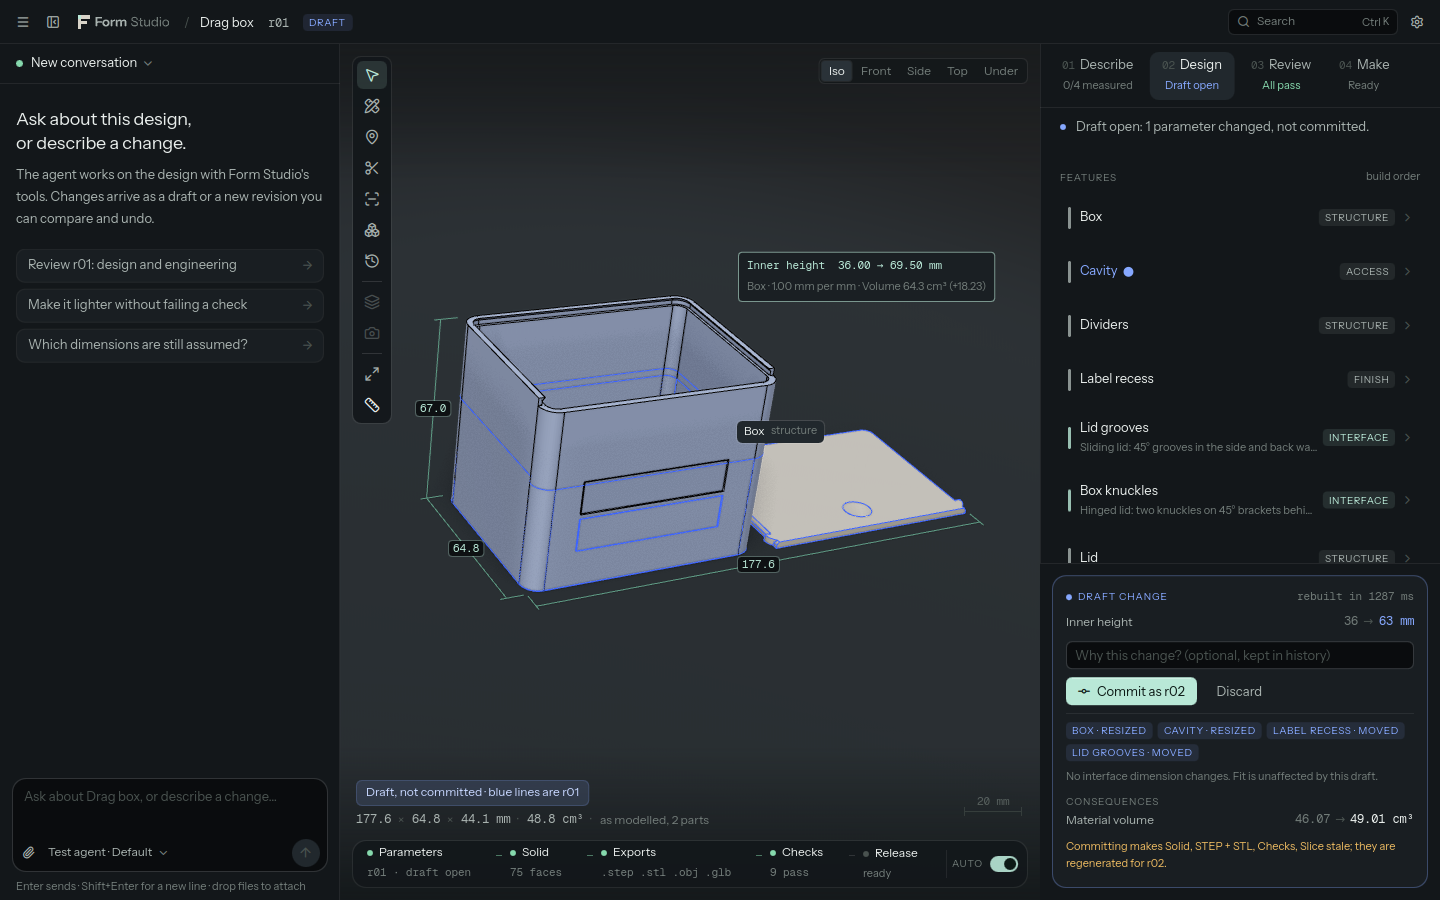 Form Studio / Drag box r01 DRAFT
Search Ctrl K
New conversation
Ask about this design,
or describe a change.
The agent works on the design with Form Studio's
tools. Changes arrive as a draft or a new revision you
can compare and undo.
Review r01: design and engineering
Make it lighter without failing a check
Which dimensions are still assumed?
Ask about Drag box, or describe a change...
Test agent · Default
Enter sends · Shift+Enter for a new line · drop files to attach
Iso Front Side Top Under
Inner height 36.00 → 69.50 mm
Box · 1.00 mm per mm · Volume 64.3 cm³ (+18.23)
67.0
Box structure
64.8
177.6
Draft, not committed · blue lines are r01
20 mm
177.6 × 64.8 × 44.1 mm · 48.8 cm³ · as modelled, 2 parts
Parameters
r01 · draft open
Solid
75 faces
Exports
.step .stl .obj .glb
Checks
9 pass
Release
ready
AUTO
01 Describe
0/4 measured
02 Design
Draft open
03 Review
All pass
04 Make
Ready
Draft open: 1 parameter changed, not committed.
FEATURES build order
Box STRUCTURE
Cavity ACCESS
Dividers STRUCTURE
Label recess FINISH
Lid grooves INTERFACE
Sliding lid: 45° grooves in the side and back wa...
Box knuckles INTERFACE
Hinged lid: two knuckles on 45° brackets behi...
Lid STRUCTURE
DRAFT CHANGE rebuilt in 1287 ms
Inner height 36 → 63 mm
Why this change? (optional, kept in history)
Commit as r02 Discard
BOX · RESIZED CAVITY · RESIZED LABEL RECESS · MOVED
LID GROOVES · MOVED
No interface dimension changes. Fit is unaffected by this draft.
CONSEQUENCES
Material volume 46.07 → 49.01 cm³
Committing makes Solid, STEP + STL, Checks, Slice stale; they are
regenerated for r02.